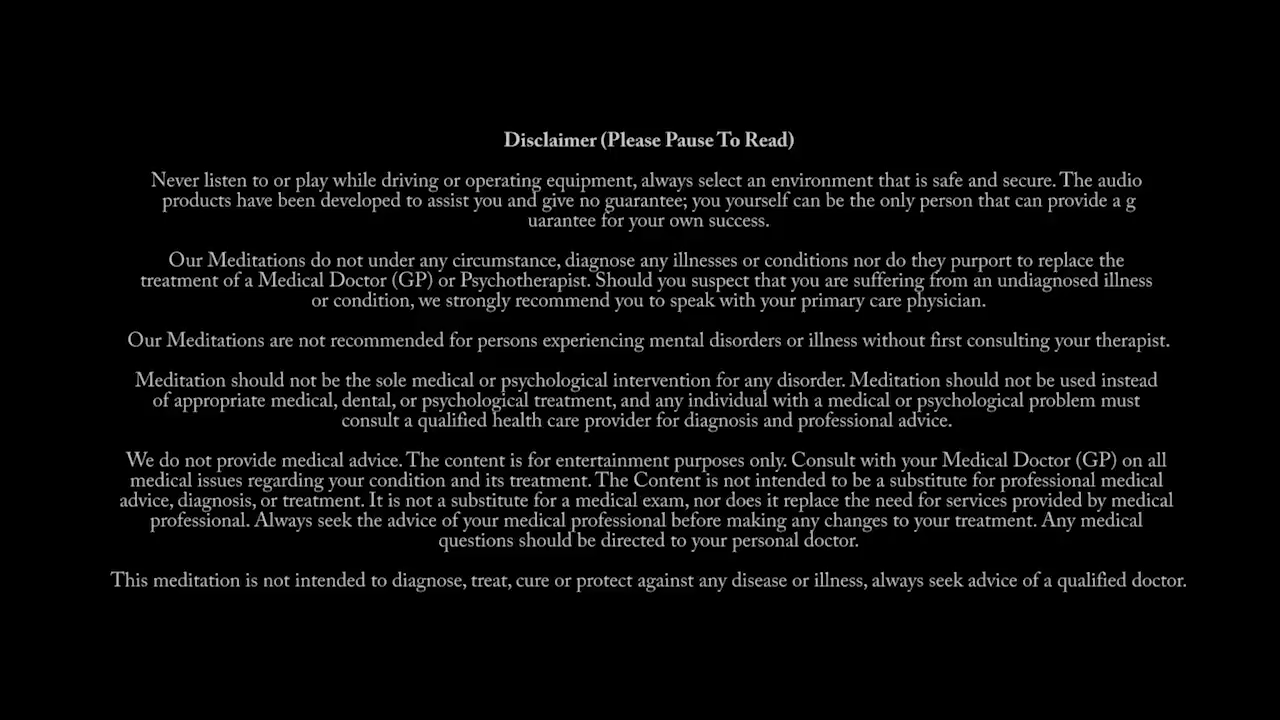 Disclaimer (Please Pause To Read)
Never listen to or play while driving or operating equipment, always select an environment that is safe and secure. The audio
products have been developed to assist you and give no guarantee; you yourself can be the only person that can provide a g
uarantee for your own success.
Our Meditations do not under any circumstance, diagnose any illnesses or conditions nor do they purport to replace the
treatment of a Medical Doctor (GP) or Psychotherapist. Should you suspect that you are suffering from an undiagnosed illness
or condition, we strongly recommend you to speak with your primary care physician.
Our Meditations are not recommended for persons experiencing mental disorders or illness without first consulting your therapist.
Meditation should not be the sole medical or psychological intervention for any disorder. Meditation should not be used instead
of appropriate medical, dental, or psychological treatment, and any individual with a medical or psychological problem must
consult a qualified health care provider for diagnosis and professional advice.
We do not provide medical advice. The content is for entertainment purposes only. Consult with your Medical Doctor (GP) on all
medical issues regarding your condition and its treatment. The Content is not intended to be a substitute for professional medical
advice, diagnosis, or treatment. It is not a substitute for a medical exam, nor does it replace the need for services provided by medical
professional. Always seek the advice of your medical professional before making any changes to your treatment. Any medical
questions should be directed to your personal doctor.
This meditation is not intended to diagnose, treat, cure or protect against any disease or illness, always seek advice of a qualified doctor.